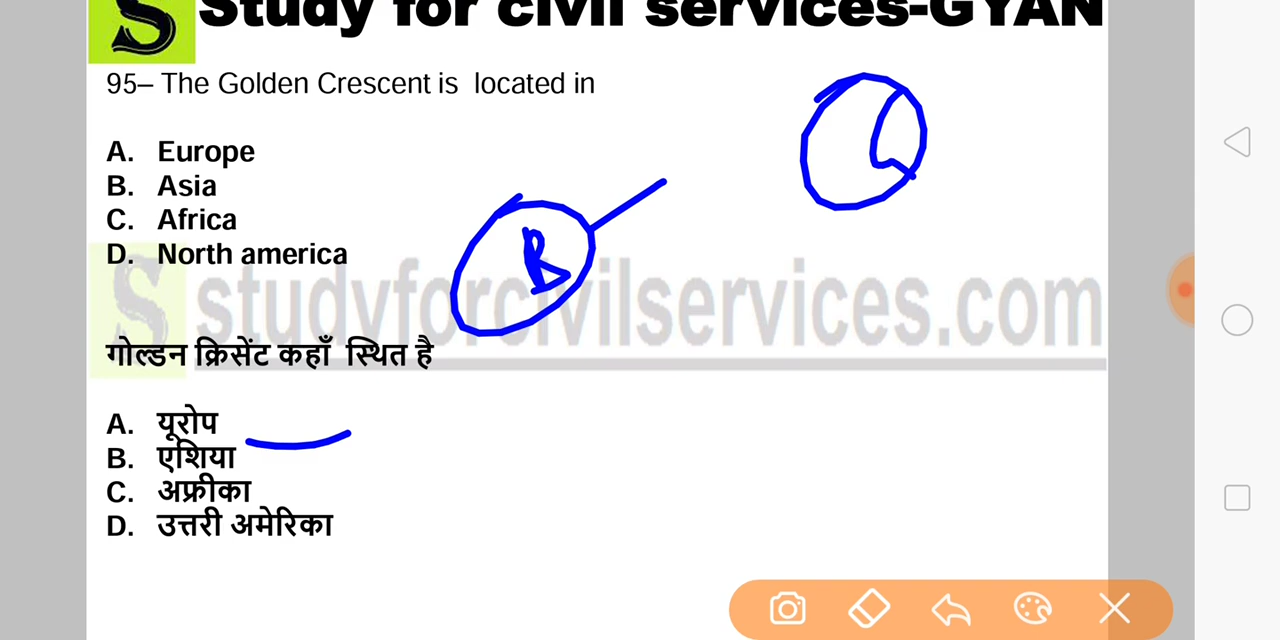 S Study for civil services-GYAN
95– The Golden Crescent is located in
A. Europe
B. Asia
C. Africa
D. North america
B
S studyforcivilservices.com
गोल्डन क्रिसेंट कहाँ स्थित है
A. यूरोप
B. एशिया
C. अफ्रीका
D. उत्तरी अमेरिका